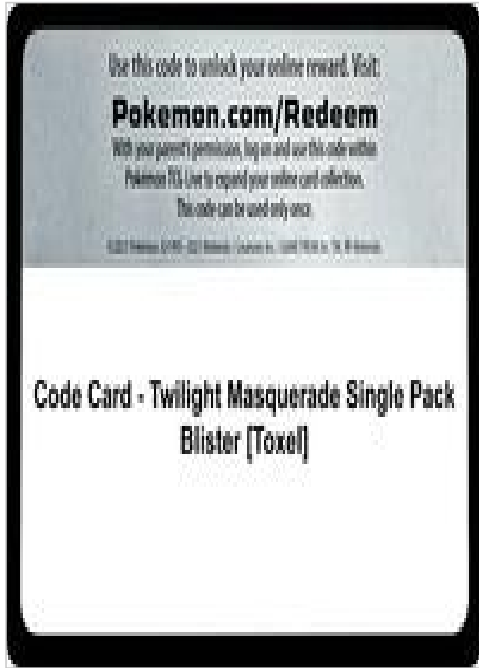 Use this code to unlock your online reward. Visit:
Pokemon.com/Redeem
With your parent's permission, log on and use this code within
Pokémon TCG Live to expand your online card collection.
This code can be used only once.
Code Card - Twilight Masquerade Single Pack
Blister [Toxel]